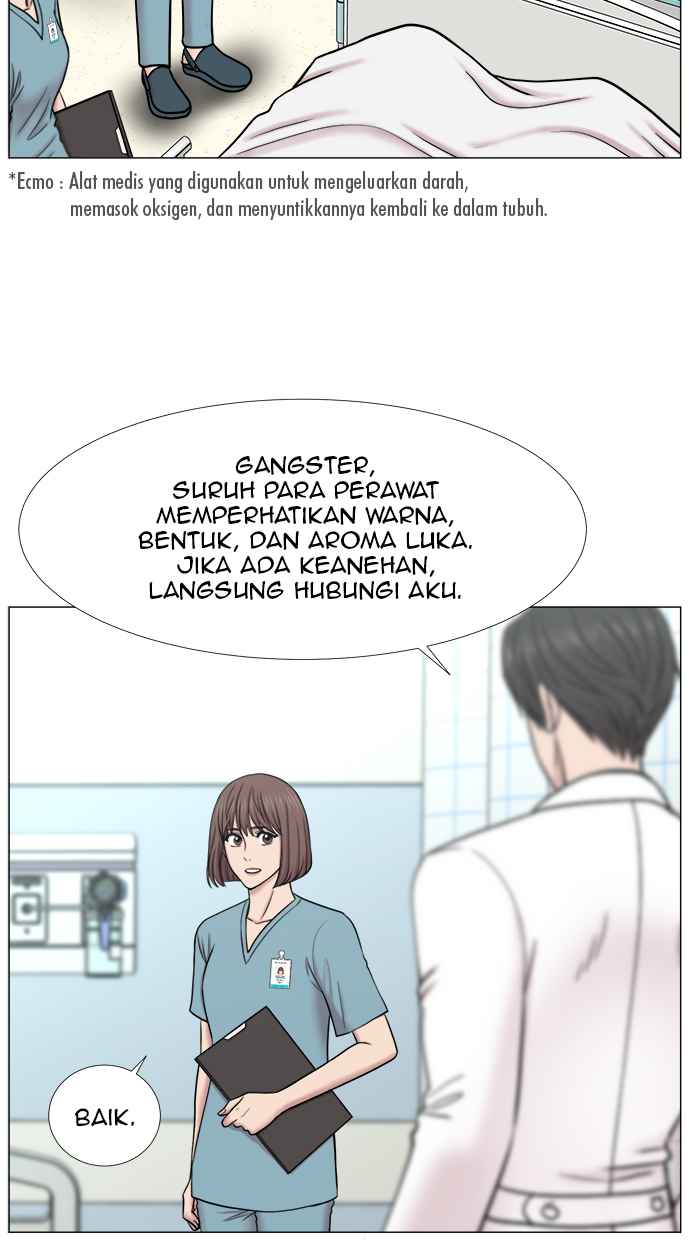 *Ecmo : Alat medis yang digunakan untuk mengeluarkan darah,
memasok oksigen, dan menyuntikkannya kembali ke dalam tubuh.
GANGSTER,
SURUH PARA PERAWAT
MEMPERHATIKAN WARNA,
BENTUK, DAN AROMA LUKA.
JIKA ADA KEANEHAN,
LANGSUNG HUBUNGI AKU.
BAIK.